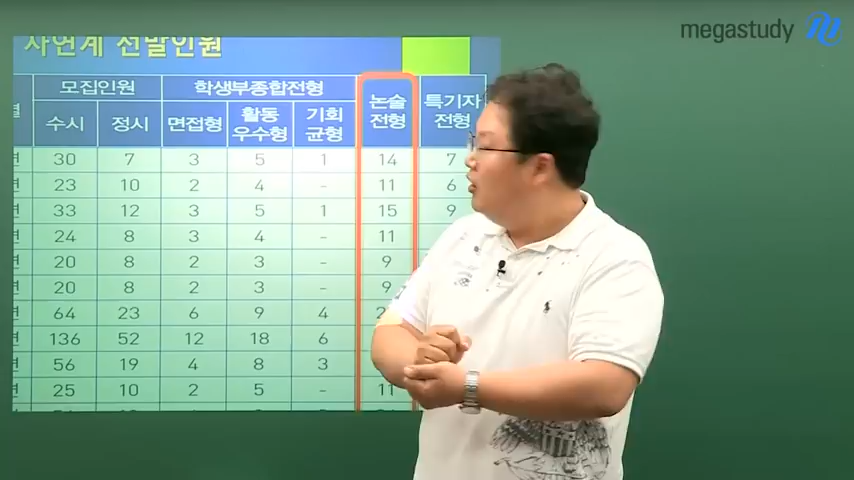 megastudy
자연계 선발인원
모집인원 학생부종합전형 논술전형 특기자전형
수시 정시 면접형 활동우수형 기회균형
30 7 3 5 1 14 7
23 10 2 4 - 11 6
33 12 3 5 1 15 9
24 8 3 4 - 11
20 8 2 3 - 9
20 8 2 3 - 9
64 23 6 9 4
136 52 12 18 6
56 19 4 8 3
25 10 2 5 - 11